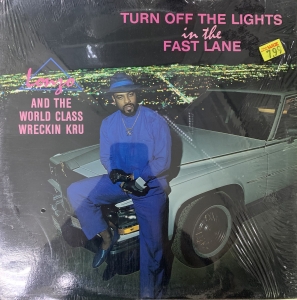 TURN OFF THE LIGHTS
in the
FAST LANE
Lonzo
AND THE
WORLD CLASS
WRECKIN KRU